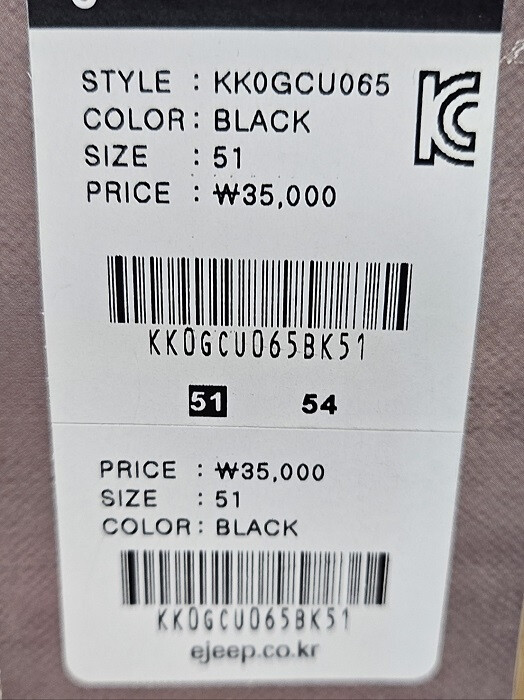 STYLE : KK0GCU065
COLOR : BLACK
SIZE : 51
PRICE : ₩35,000
KK0GCU065BK51
51 54
PRICE : ₩35,000
SIZE : 51
COLOR : BLACK
KK0GCU065BK51
ejeep.co.kr